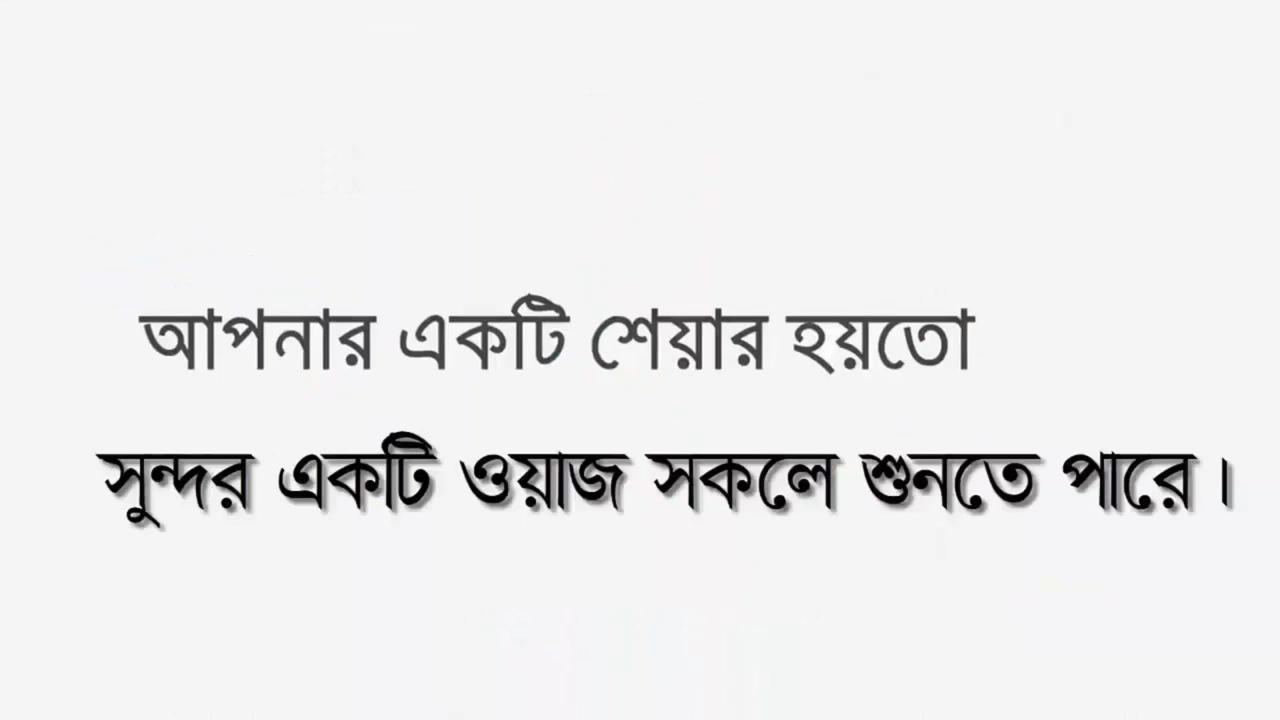 আপনার একটি শেয়ার হয়তো
সুন্দর একটি ওয়াজ সকলে শুনতে পারে।